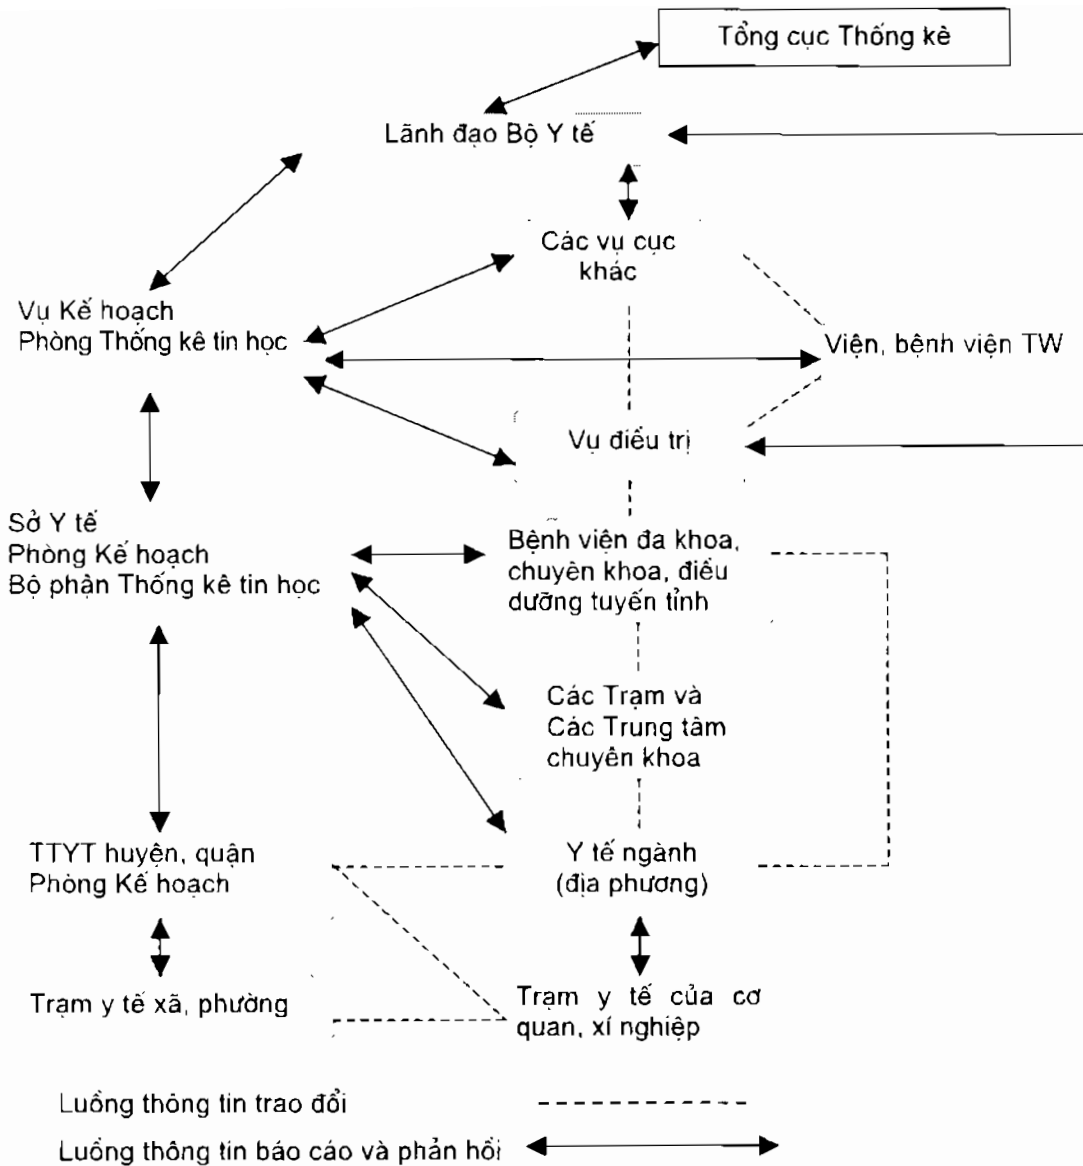 Tổng cục Thống kê
Lãnh đạo Bộ Y tế
Các vụ cục
khác
Vụ Kế hoạch
Phòng Thống kê tin học
Viện, bệnh viện TW
Vụ điều trị
Sở Y tế
Phòng Kế hoạch
Bộ phận Thống kê tin học
Bệnh viện đa khoa,
chuyên khoa, điều
dưỡng tuyến tỉnh
Các Trạm và
Các Trung tâm
chuyên khoa
TTYT huyện, quận
Phòng Kế hoạch
Y tế ngành
(địa phương)
Trạm y tế xã, phường
Trạm y tế của cơ
quan, xí nghiệp
Luồng thông tin trao đổi
Luồng thông tin báo cáo và phản hồi